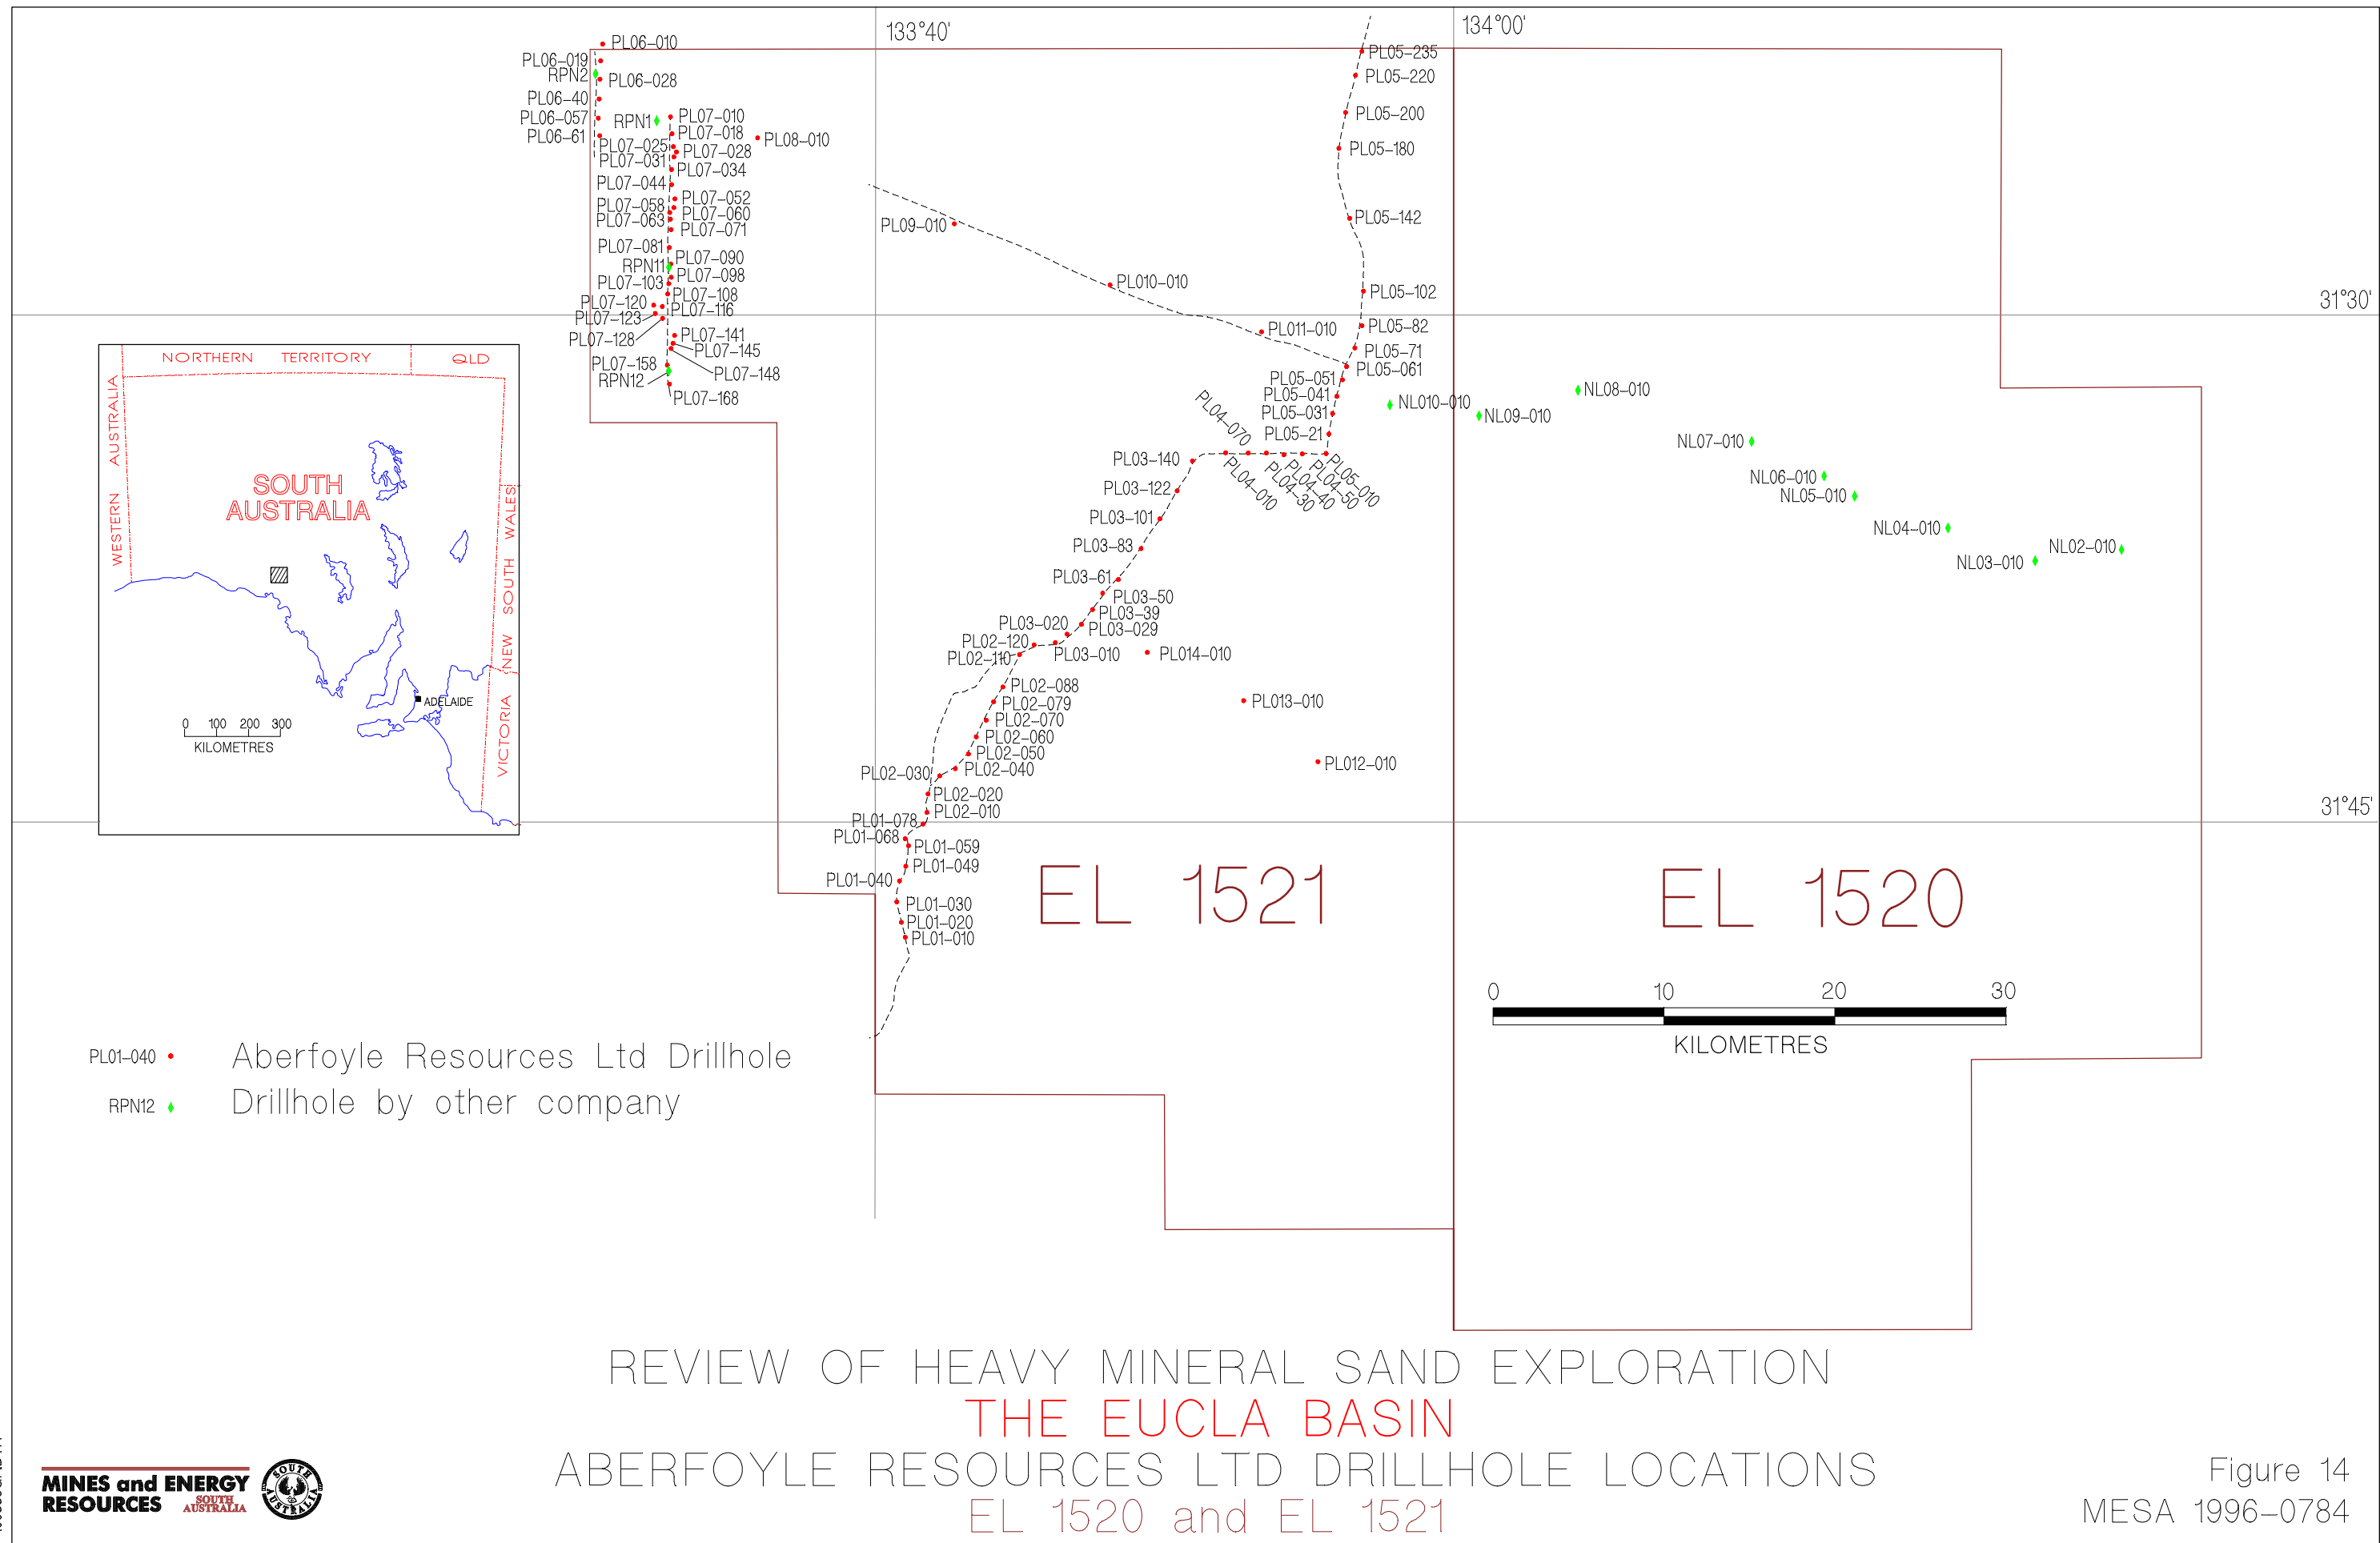 133°40'
134°00'
PL06-010
PL06-019
RPN2
PL06-028
PL06-40
PL06-057
PL06-61
RPN1
PL07-010
PL07-018
PL08-010
PL07-025
PL07-028
PL07-031
PL07-034
PL07-044
PL07-052
PL07-058
PL07-060
PL07-063
PL07-071
PL07-081
PL07-090
RPN11
PL07-098
PL07-103
PL07-108
PL07-120
PL07-116
PL07-123
PL07-128
PL07-141
PL07-145
PL07-158
PL07-148
RPN12
PL07-168
PL05-235
PL05-220
PL05-200
PL05-180
PL05-142
PL09-010
PL010-010
PL05-102
31°30'
PL011-010
PL05-82
PL05-71
PL05-061
PL05-051
PL05-041
PL05-031
PL05-21
NL010-010
NL09-010
NL08-010
NL07-010
NL06-010
NL05-010
NL04-010
NL03-010
NL02-010
PL04-070
PL04-010
PL04-30
PL04-40
PL04-50
PL05-010
PL03-140
PL03-122
PL03-101
PL03-83
PL03-61
PL03-50
PL03-39
PL03-020
PL03-029
PL02-120
PL03-010
PL02-110
PL014-010
PL02-088
PL013-010
PL02-079
PL02-070
PL02-060
PL02-050
PL012-010
PL02-040
PL02-030
PL02-020
31°45'
PL02-010
PL01-078
PL01-068
PL01-059
PL01-049
PL01-040
PL01-030
PL01-020
PL01-010
EL 1521
EL 1520
NORTHERN TERRITORY
QLD
WESTERN AUSTRALIA
SOUTH
AUSTRALIA
NEW SOUTH WALES
VICTORIA
ADELAIDE
0 100 200 300
KILOMETRES
0 10 20 30
KILOMETRES
PL01-040
Aberfoyle Resources Ltd Drillhole
RPN12
Drillhole by other company
REVIEW OF HEAVY MINERAL SAND EXPLORATION
THE EUCLA BASIN
ABERFOYLE RESOURCES LTD DRILLHOLE LOCATIONS
EL 1520 and EL 1521
MINES and ENERGY
RESOURCES
SOUTH
AUSTRALIA
SOUTH
AUSTRALIA
Figure 14
MESA 1996-0784